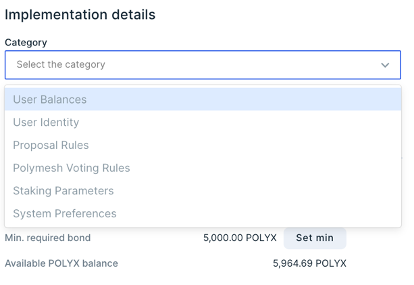 Implementation details
Category
Select the category
User Balances
User Identity
Proposal Rules
Polymesh Voting Rules
Staking Parameters
System Preferences
Min. required bond 5,000.00 POLYX Set min
Available POLYX balance 5,964.69 POLYX